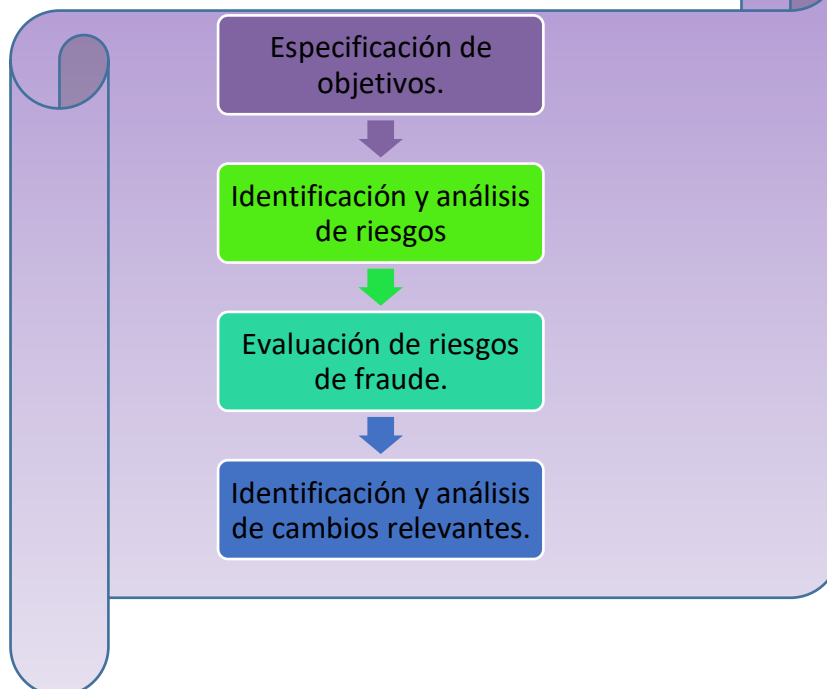 Especificación de
objetivos.
Identificación y análisis
de riesgos
Evaluación de riesgos
de fraude.
Identificación y análisis
de cambios relevantes.